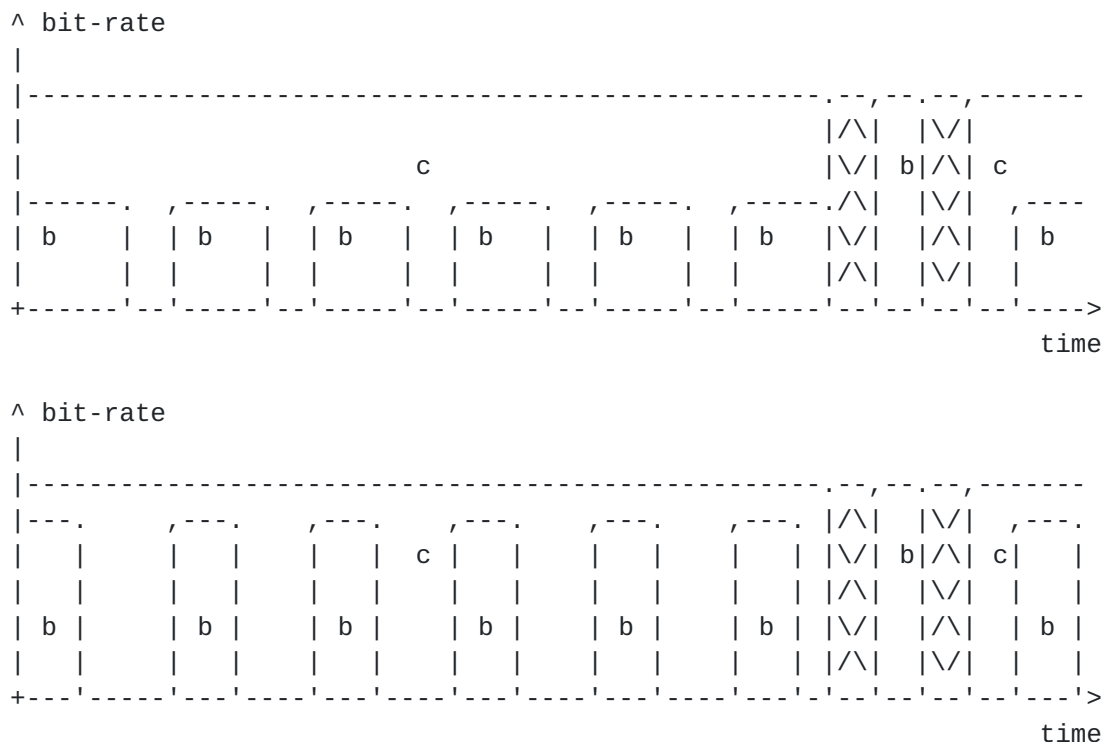 ^ bit-rate
|
|---------------------------------------------------.--,--.--,-------
|                                                   |/\|  |\/|
|                         c                         |\/| b|/\| c
|------.  ,-----.  ,-----.  ,-----.  ,-----.  ,-----./\|  |\/|  ,----
| b    |  | b   |  | b   |  | b   |  | b   |  | b   |\/|  |/\|  | b
|      |  |     |  |     |  |     |  |     |  |     |/\|  |\/|  |
+------'--'-----'--'-----'--'-----'--'-----'--'-----'--'--'--'--'---->
time
^ bit-rate
|
|---------------------------------------------------.--,--.--,-------
|---.     ,---.    ,---.    ,---.    ,---.    ,---. |/\|  |\/|  ,---.
|   |     |   |    |   |  c |   |    |   |    |   | |\/| b|/\| c|   |
|   |     |   |    |   |    |   |    |   |    |   | |/\|  |\/|  |   |
| b |     | b |    | b |    | b |    | b |    | b | |\/|  |/\|  | b |
|   |     |   |    |   |    |   |    |   |    |   | |/\|  |\/|  |   |
+---'-----'---'----'---'----'---'----'---'----'---'-'--'--'--'--'---'>
time